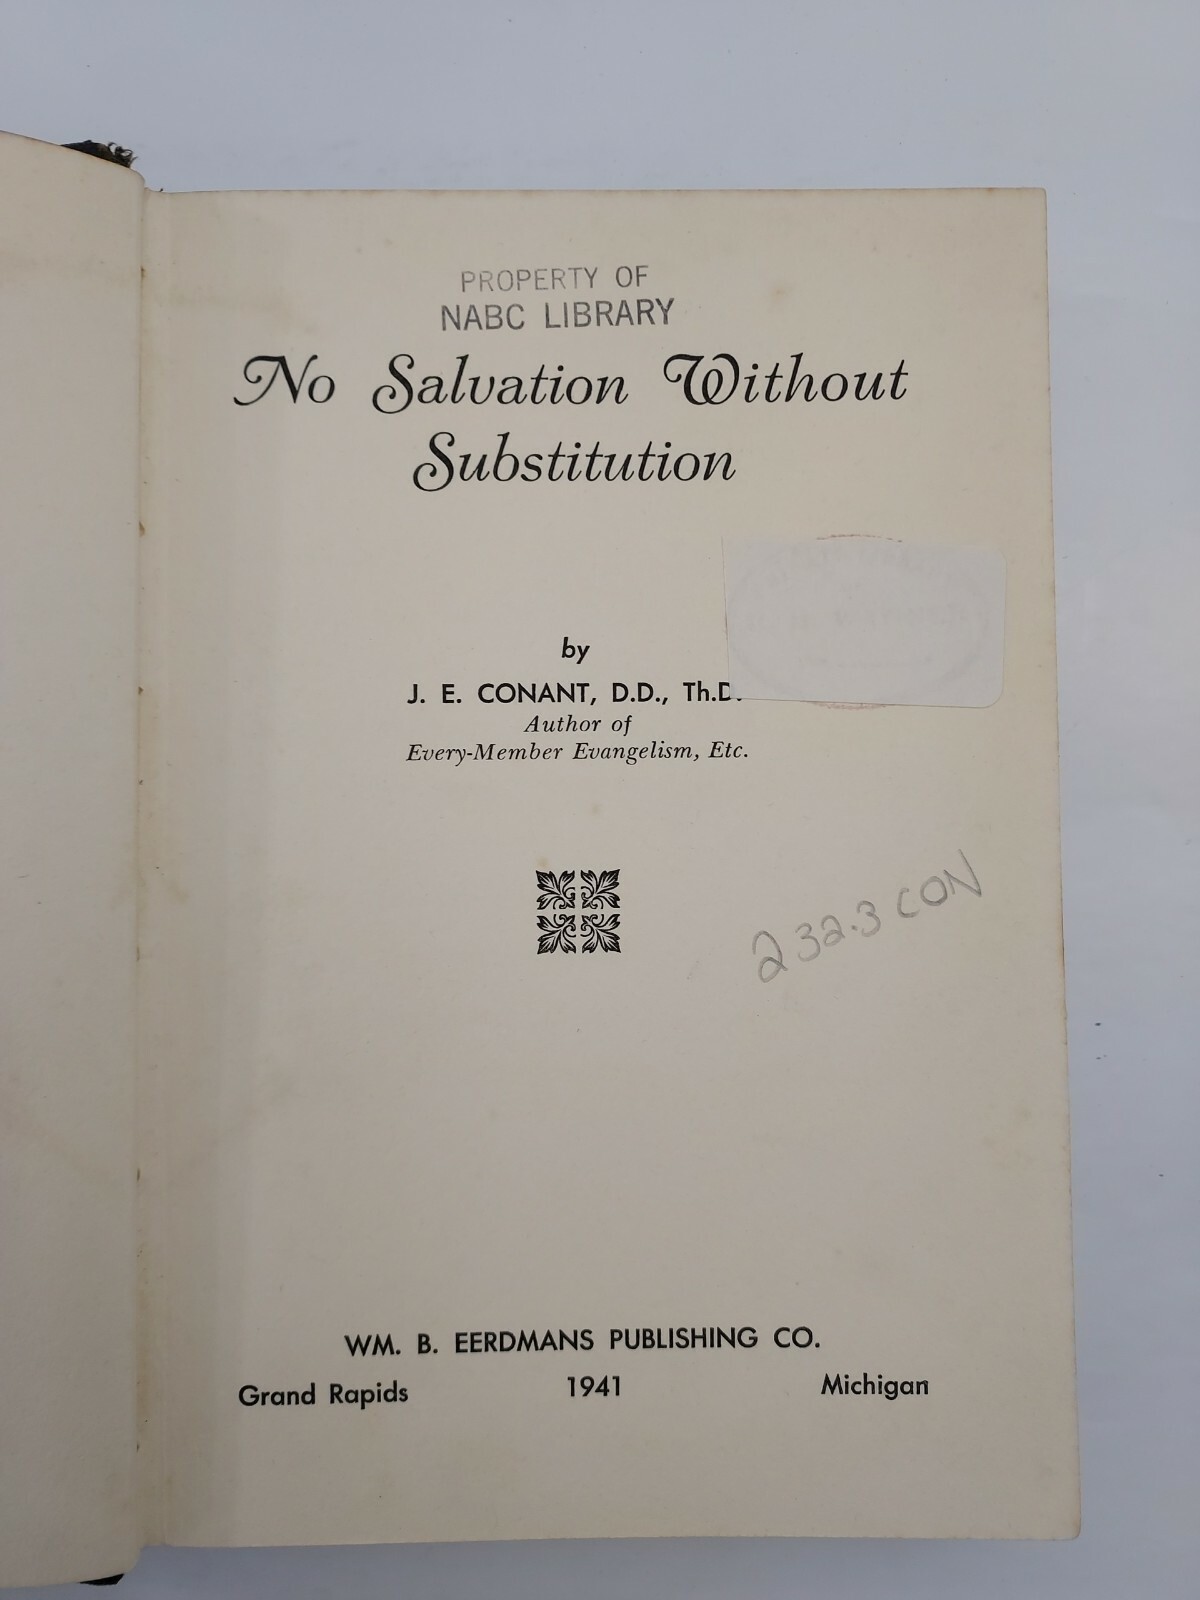 PROPERTY OF
NABC LIBRARY
No Salvation Without
Substitution
by
J. E. CONANT, D.D., Th.D.
Author of
Every-Member Evangelism, Etc.
232.3 CON
WM. B. EERDMANS PUBLISHING CO.
Grand Rapids 1941 Michigan